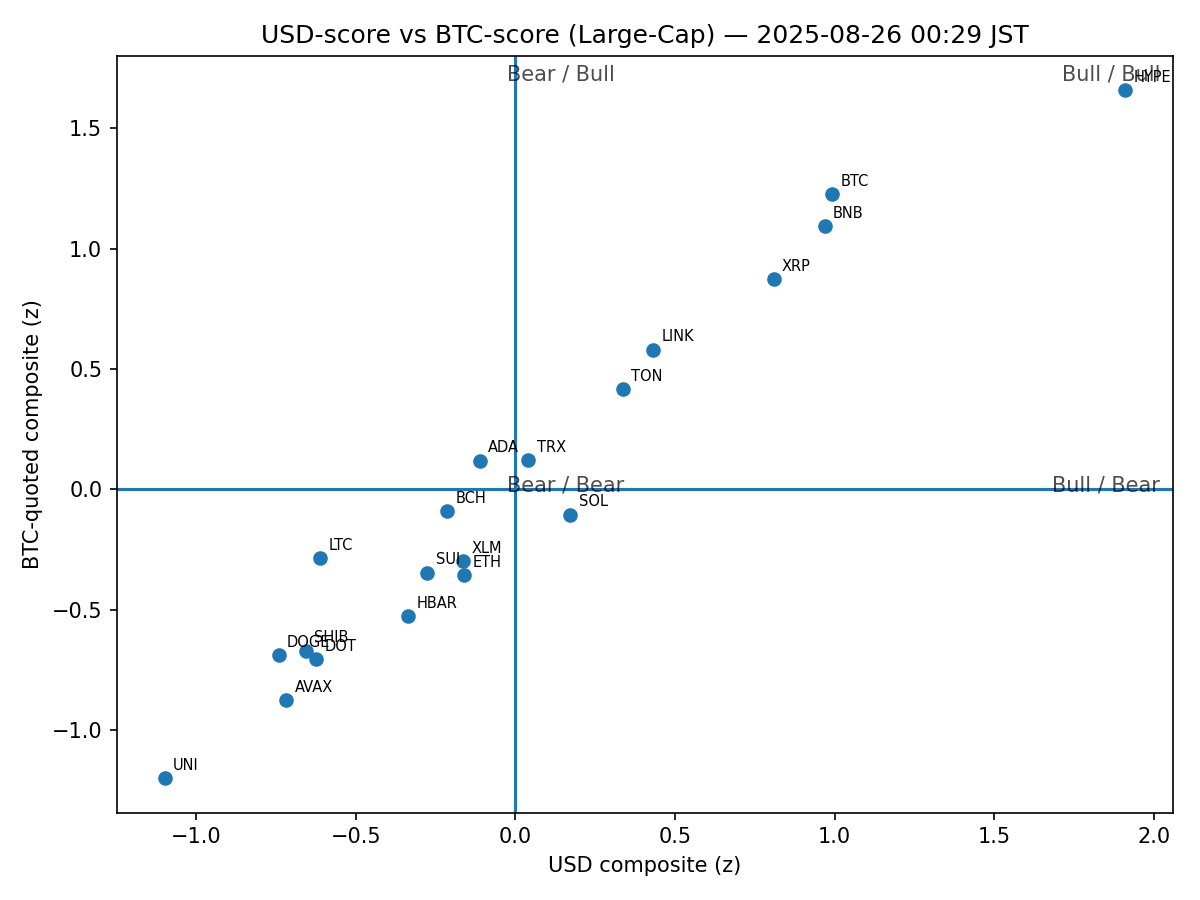 USD-score vs BTC-score (Large-Cap) — 2025-08-26 00:29 JST
Bear / Bull
Bull / Bull
HYPE
BTC
BNB
XRP
LINK
TON
ADA
TRX
Bear / Bear
Bull / Bear
BCH
SOL
LTC
XLM
SUI
ETH
HBAR
SHIB
DOGE
DOT
AVAX
UNI
1.5
1.0
0.5
0.0
−0.5
−1.0
BTC-quoted composite (z)
−1.0
−0.5
0.0
0.5
1.0
1.5
2.0
USD composite (z)